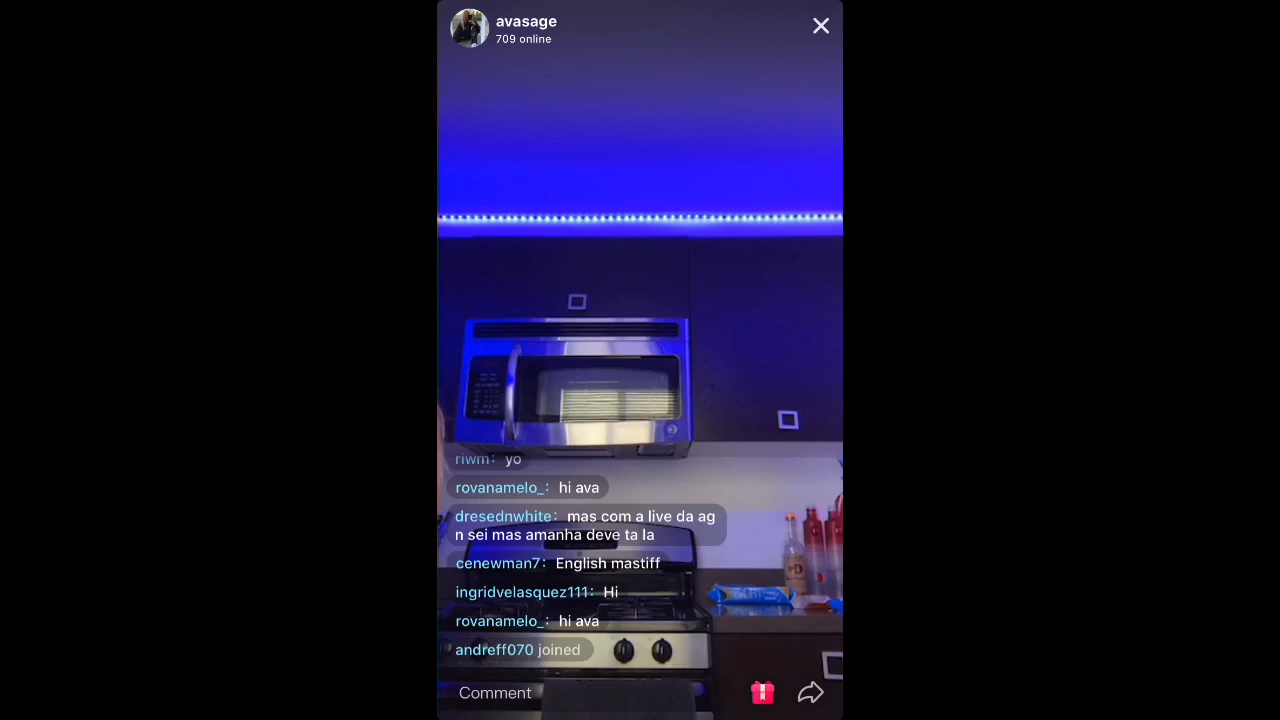 avasage
709 online
riwm: yo
rovanamelo_: hi ava
dresednwhite: mas com a live da ag
n sei mas amanha deve ta la
cenewman7: English mastiff
ingridvelasquez111: Hi
rovanamelo_: hi ava
andreff070 joined
Comment